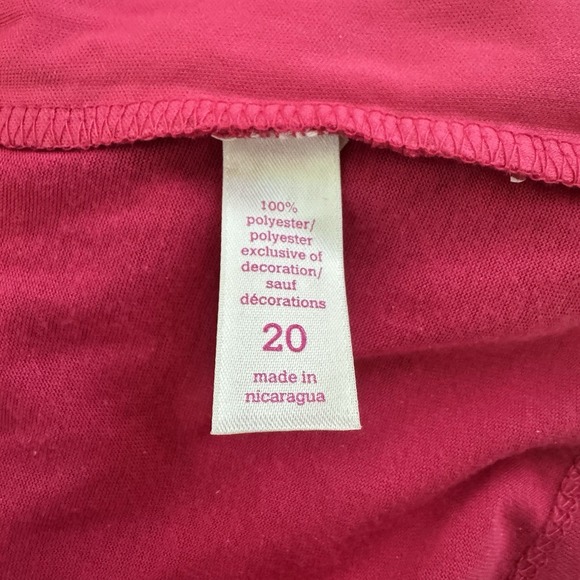 100%
polyester/
polyester
exclusive of
decoration/
sauf
décorations
20
made in
nicaragua